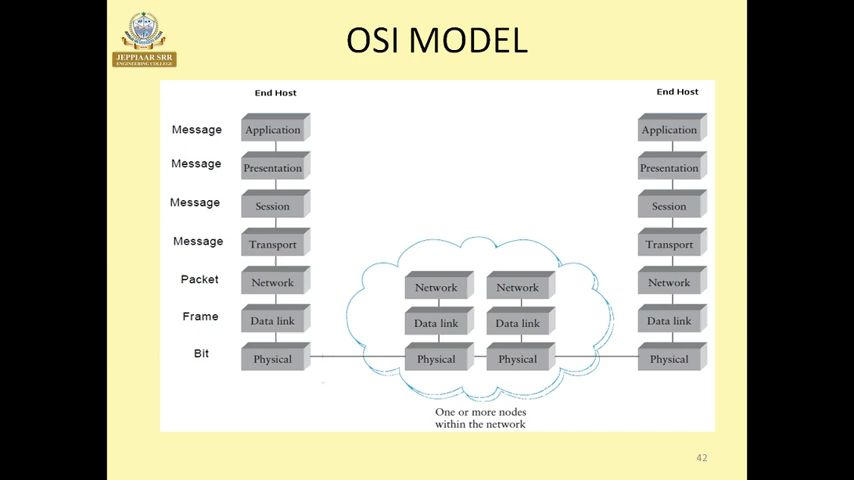 OSI MODEL
JEPPIAAR SRR
ENGINEERING COLLEGE
End Host
End Host
Message
Application
Application
Message
Presentation
Presentation
Message
Session
Session
Message
Transport
Transport
Packet
Network
Network
Network
Network
Frame
Data link
Data link
Data link
Data link
Bit
Physical
Physical
Physical
Physical
One or more nodes
within the network
42